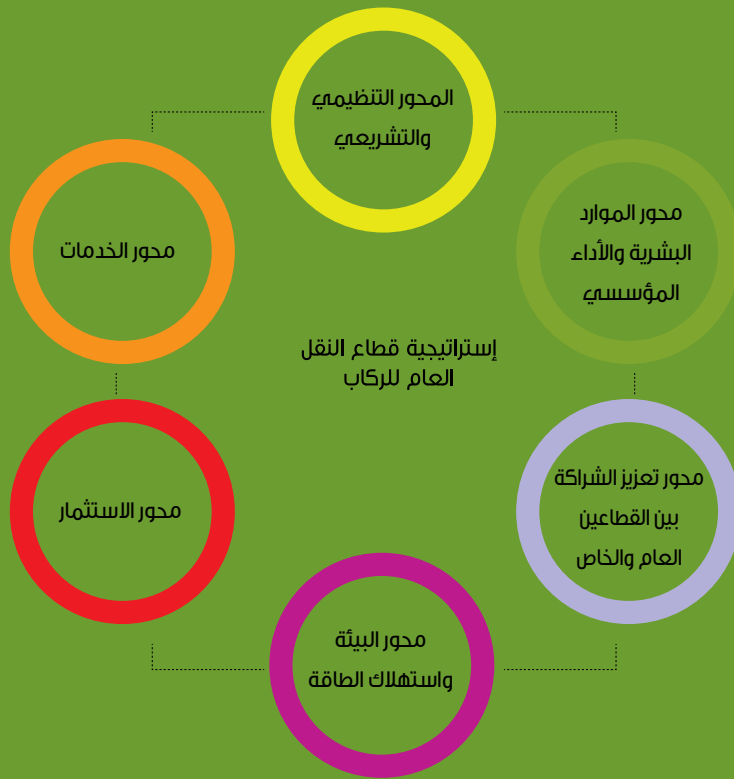 المحور التنظيمي
والتشريعي
محور الموارد
البشرية والأداء
المؤسسي
محور الخدمات
إستراتيجية قطاع النقل
العام للركاب
محور تعزيز الشراكة
بين القطاعين
العام والخاص
محور الاستثمار
محور البيئة
واستهلاك الطاقة